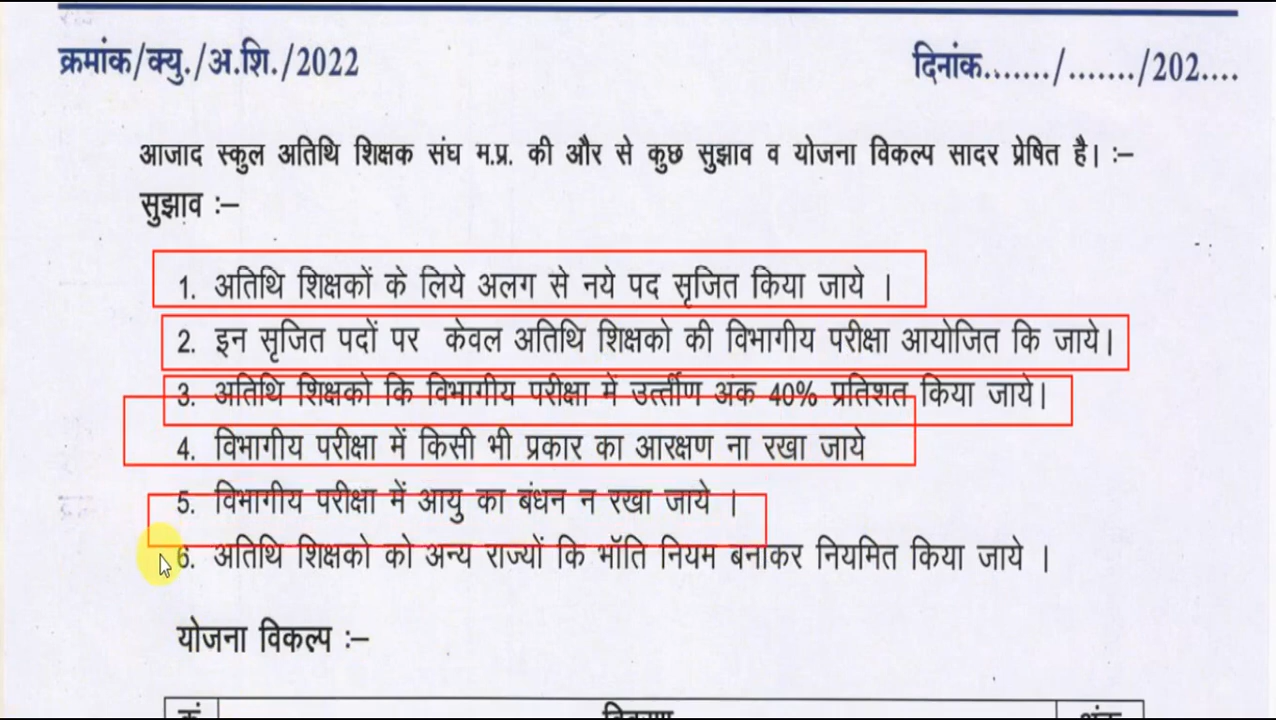 क्रमांक/क्यु./अ.शि./2022 दिनांक......./......./202....
आजाद स्कुल अतिथि शिक्षक संघ म.प्र. की और से कुछ सुझाव व योजना विकल्प सादर प्रेषित है। :–
सुझाव :–
1. अतिथि शिक्षकों के लिये अलग से नये पद सृजित किया जाये ।
2. इन सृजित पदों पर केवल अतिथि शिक्षको की विभागीय परीक्षा आयोजित कि जाये।
3. अतिथि शिक्षको कि विभागीय परीक्षा में उर्त्तीण अंक 40% प्रतिशत किया जाये।
4. विभागीय परीक्षा में किसी भी प्रकार का आरक्षण ना रखा जाये
5. विभागीय परीक्षा में आयु का बंधन न रखा जाये ।
6. अतिथि शिक्षको को अन्य राज्यों कि भॉति नियम बनाकर नियमित किया जाये ।
योजना विकल्प :–